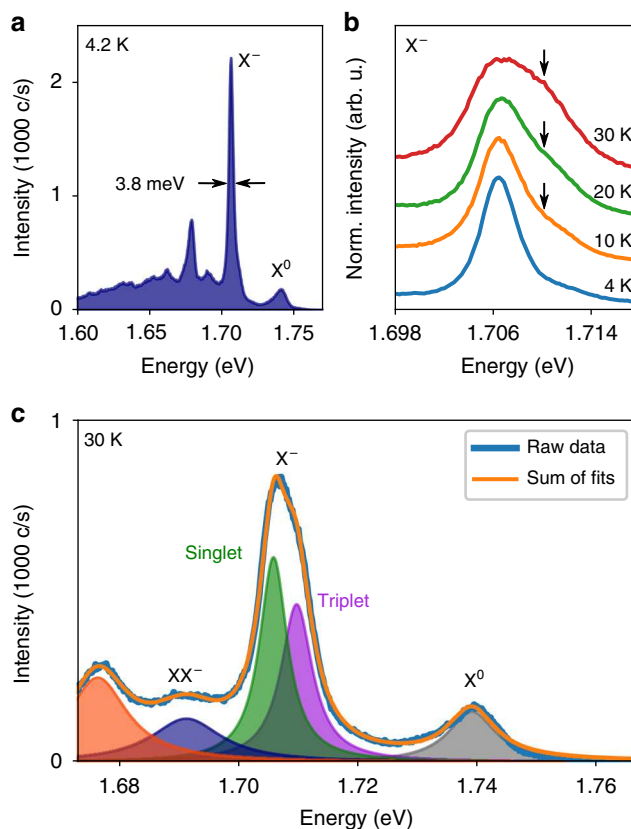 a
4.2 K
X⁻
3.8 meV
X⁰
Intensity (1000 c/s)
2
1
0
1.60 1.65 1.70 1.75
Energy (eV)
b
X⁻
Norm. intensity (arb. u.)
30 K
20 K
10 K
4 K
1.698 1.706 1.714
Energy (eV)
c
30 K
X⁻
Raw data
Sum of fits
Singlet
Triplet
XX⁻
X⁰
Intensity (1000 c/s)
1
0
1.68 1.70 1.72 1.74 1.76
Energy (eV)